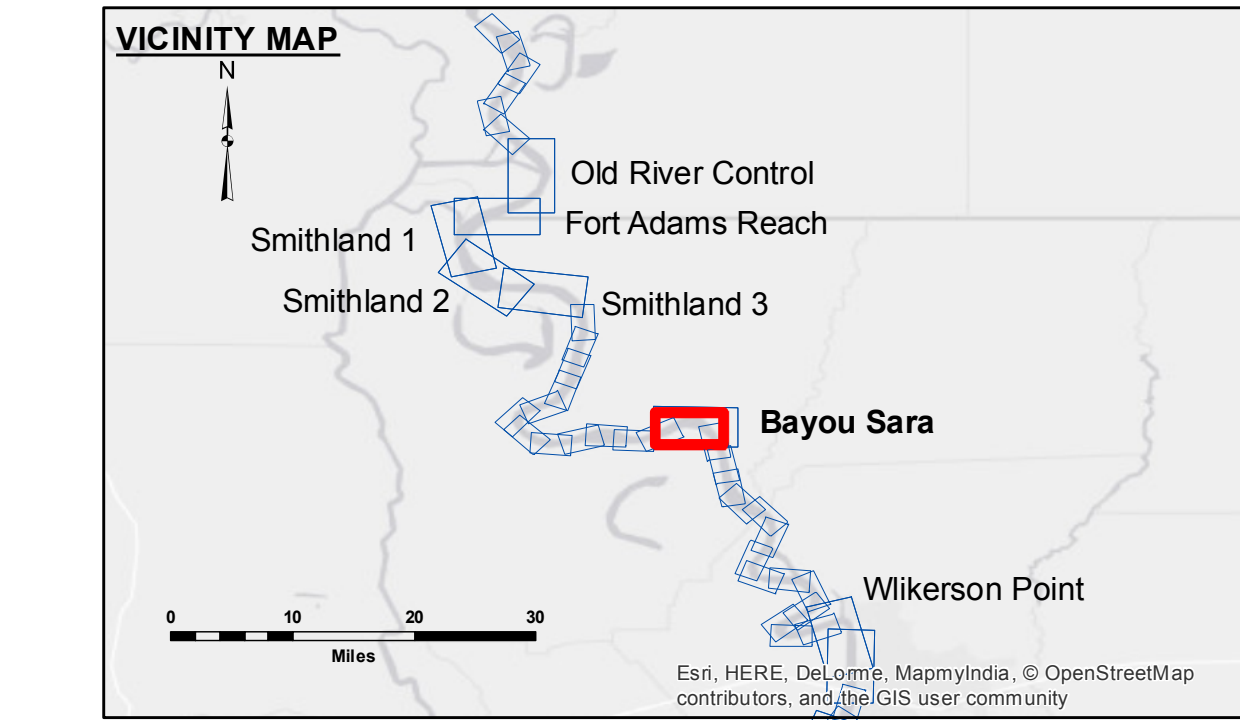 VICINITY MAP
N
Old River Control
Fort Adams Reach
Smithland 1
Smithland 2
Smithland 3
Bayou Sara
Wlikerson Point
0 10 20 30
Miles
Esri, HERE, DeLorme, MapmyIndia, © OpenStreetMap
contributors, and the GIS user community